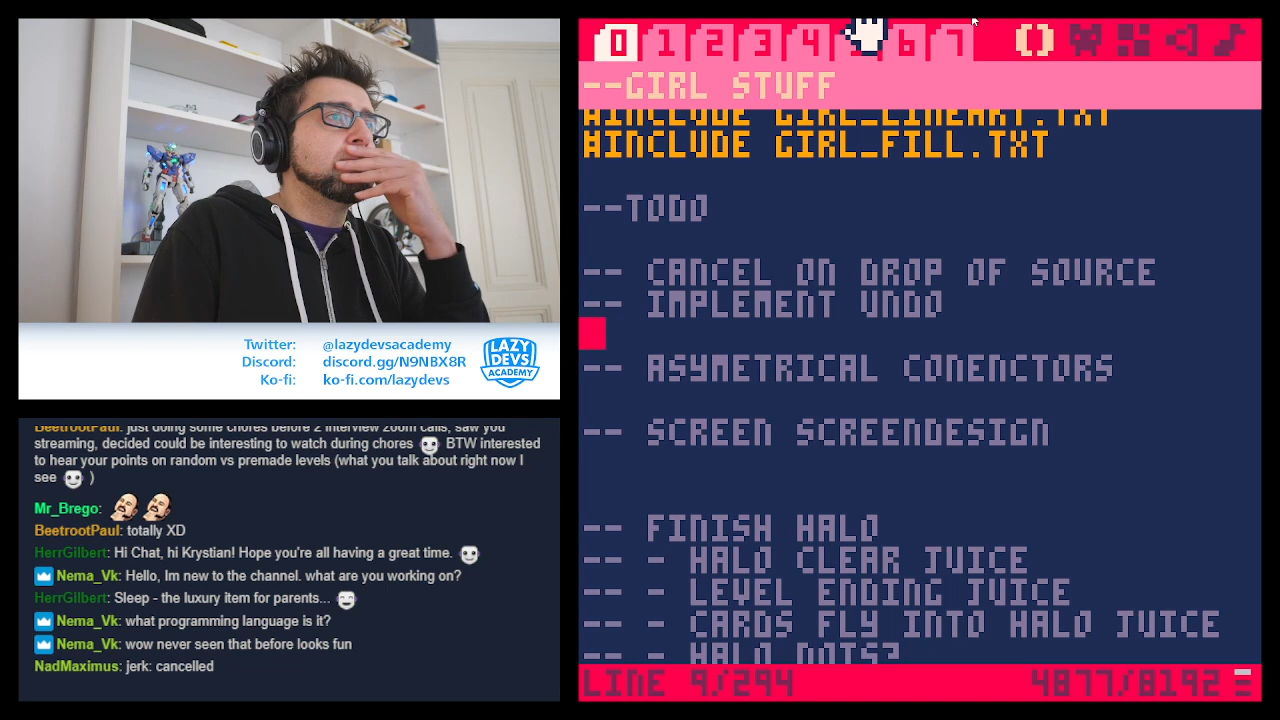 Twitter: @lazydevsacademy
Discord: discord.gg/N9NBX8R
Ko-fi: ko-fi.com/lazydevs
LAZY
DEVS
ACADEMY
BeetrootPaul: just doing some chores before 2 interview zoom calls, saw you
streaming, decided could be interesting to watch during chores BTW interested
to hear your points on random vs premade levels (what you talk about right now I
see )
Mr_Brego:
BeetrootPaul: totally XD
HerrGilbert: Hi Chat, hi Krystian! Hope you're all having a great time.
Nema_Vk: Hello, Im new to the channel. what are you working on?
HerrGilbert: Sleep - the luxury item for parents...
Nema_Vk: what programming language is it?
Nema_Vk: wow never seen that before looks fun
NadMaximus: jerk: cancelled
0 1 2 3 4 6 7 ()
--GIRL STUFF
#INCLUDE GIRL_LINEART.TXT
#INCLUDE GIRL_FILL.TXT
--TODO
-- CANCEL ON DROP OF SOURCE
-- IMPLEMENT UNDO
-- ASYMETRICAL CONENCTORS
-- SCREEN SCREENDESIGN
-- FINISH HALO
-- - HALO CLEAR JUICE
-- - LEVEL ENDING JUICE
-- - CARDS FLY INTO HALO JUICE
-- - HALO DOTS?
LINE 9/294 4877/8192